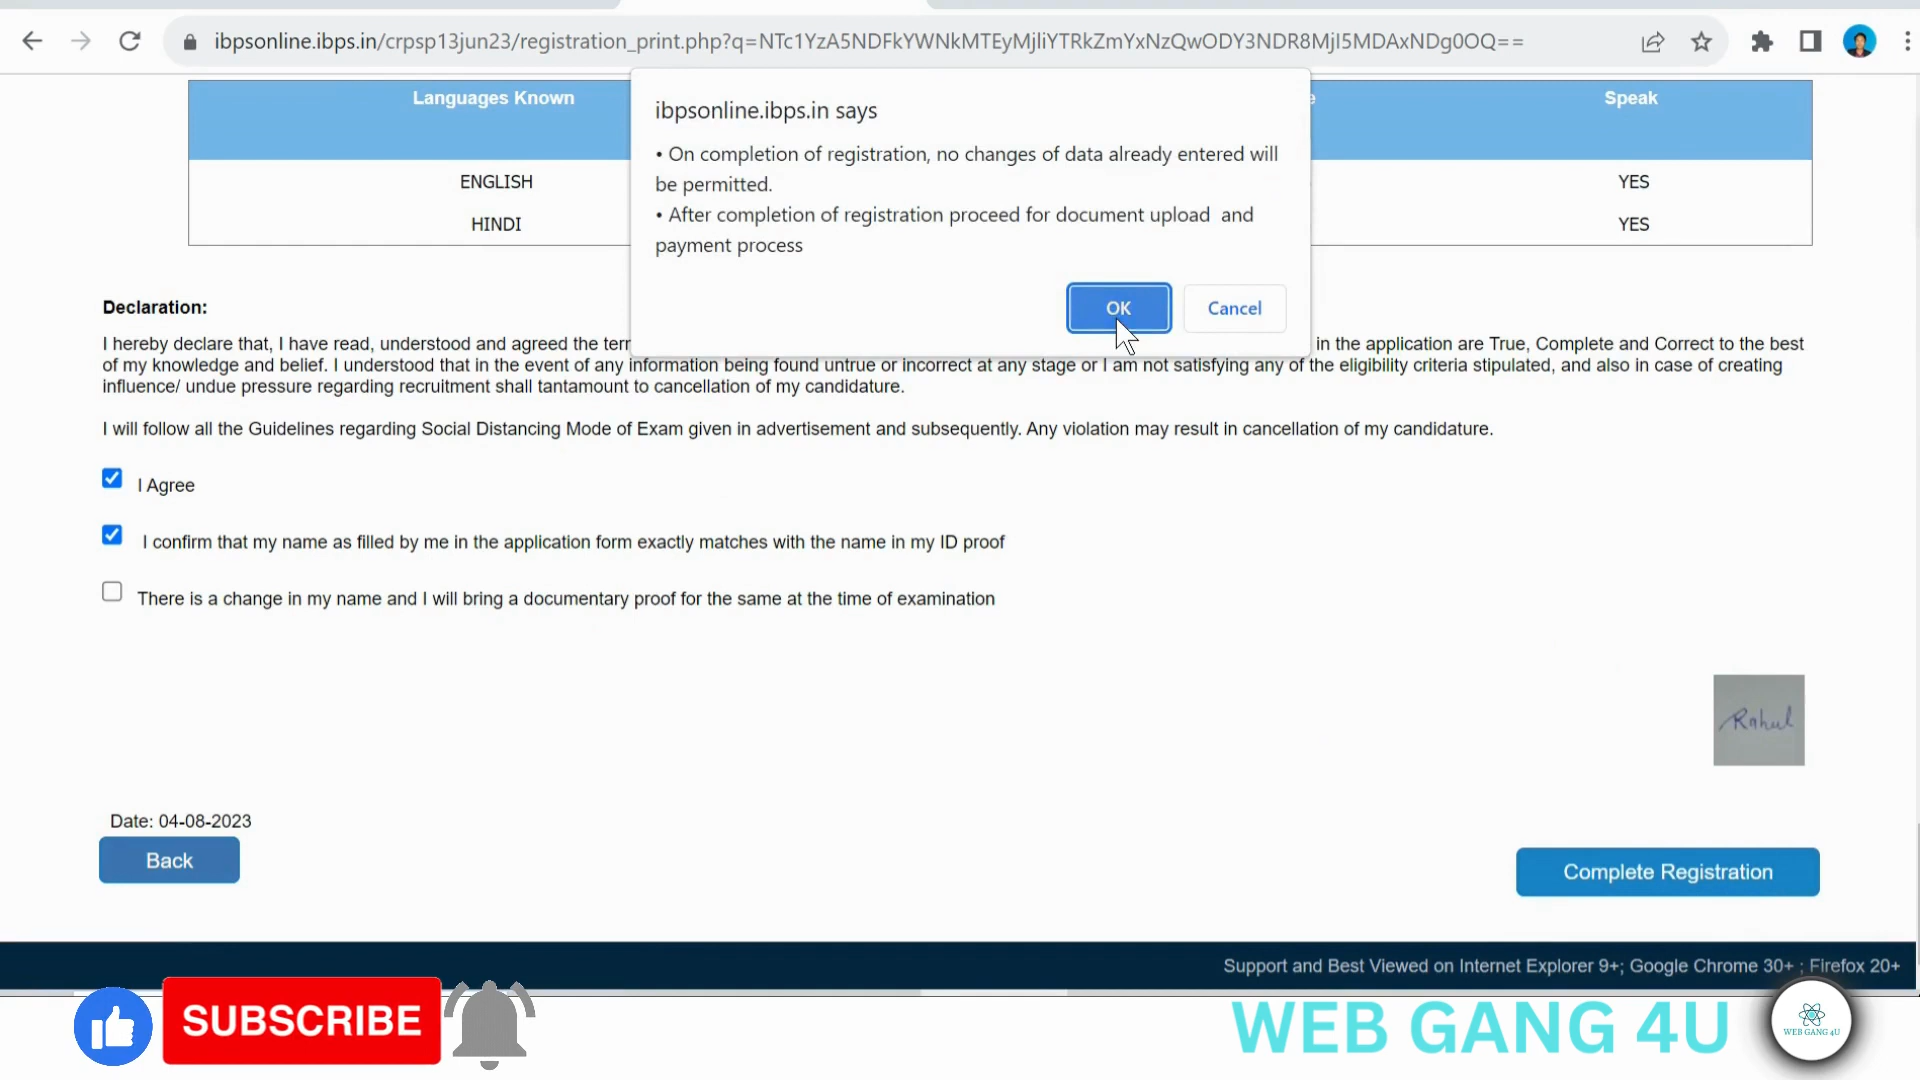 ibpsonline.ibps.in/crpsp13jun23/registration_print.php?q=NTc1YzA5NDFkYWNkMTEyMjliYTRkZmYxNzQwODY3NDR8MjI5MDAxNDg0OQ==
ibpsonline.ibps.in says
• On completion of registration, no changes of data already entered will
be permitted.
• After completion of registration proceed for document upload and
payment process
OK
Cancel
Languages Known
e
Speak
ENGLISH
YES
HINDI
YES
Declaration:
I hereby declare that, I have read, understood and agreed the terr
in the application are True, Complete and Correct to the best
of my knowledge and belief. I understood that in the event of any information being found untrue or incorrect at any stage or I am not satisfying any of the eligibility criteria stipulated, and also in case of creating
influence/ undue pressure regarding recruitment shall tantamount to cancellation of my candidature.
I will follow all the Guidelines regarding Social Distancing Mode of Exam given in advertisement and subsequently. Any violation may result in cancellation of my candidature.
I Agree
I confirm that my name as filled by me in the application form exactly matches with the name in my ID proof
There is a change in my name and I will bring a documentary proof for the same at the time of examination
Rahul
Date: 04-08-2023
Back
Complete Registration
Support and Best Viewed on Internet Explorer 9+; Google Chrome 30+ ; Firefox 20+
SUBSCRIBE
WEB GANG 4U
WEB GANG 4U